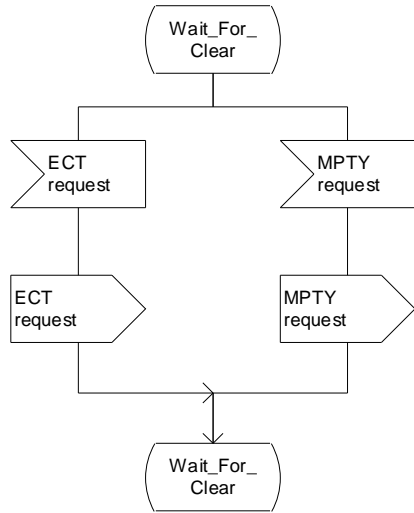 Wait_For_
Clear
ECT
request
MPTY
request
ECT
request
MPTY
request
Wait_For_
Clear